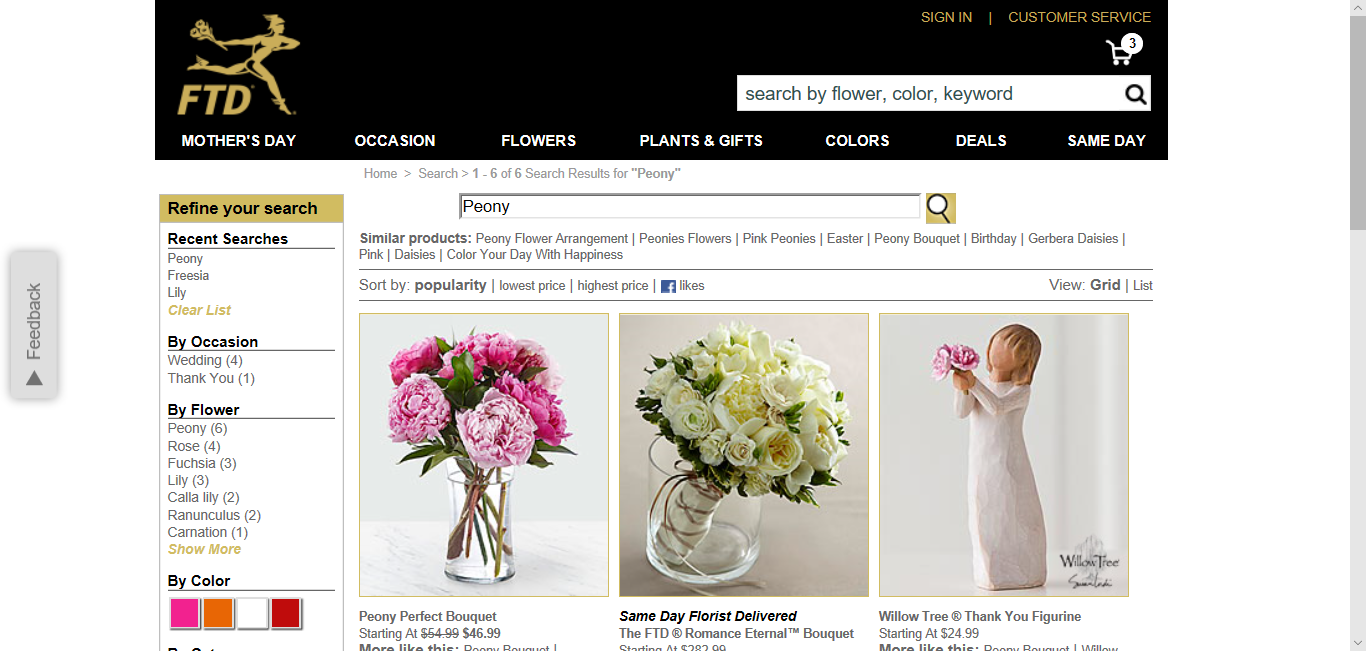 SIGN IN | CUSTOMER SERVICE
3
FTD
search by flower, color, keyword
MOTHER'S DAY OCCASION FLOWERS PLANTS & GIFTS COLORS DEALS SAME DAY
Home > Search > 1 - 6 of 6 Search Results for "Peony"
Peony
Refine your search
Recent Searches
Peony
Freesia
Lily
Clear List
By Occasion
Wedding (4)
Thank You (1)
By Flower
Peony (6)
Rose (4)
Fuchsia (3)
Lily (3)
Calla lily (2)
Ranunculus (2)
Carnation (1)
Show More
By Color
Feedback
Similar products: Peony Flower Arrangement | Peonies Flowers | Pink Peonies | Easter | Peony Bouquet | Birthday | Gerbera Daisies |
Pink | Daisies | Color Your Day With Happiness
Sort by: popularity | lowest price | highest price | f likes View: Grid | List
Willow Tree
Peony Perfect Bouquet
Starting At $54.99 $46.99
More like this: Peony Bouquet |
Same Day Florist Delivered
The FTD ® Romance Eternal™ Bouquet
Starting At $282.99
Willow Tree ® Thank You Figurine
Starting At $24.99
More like this: Peony Bouquet | Willow